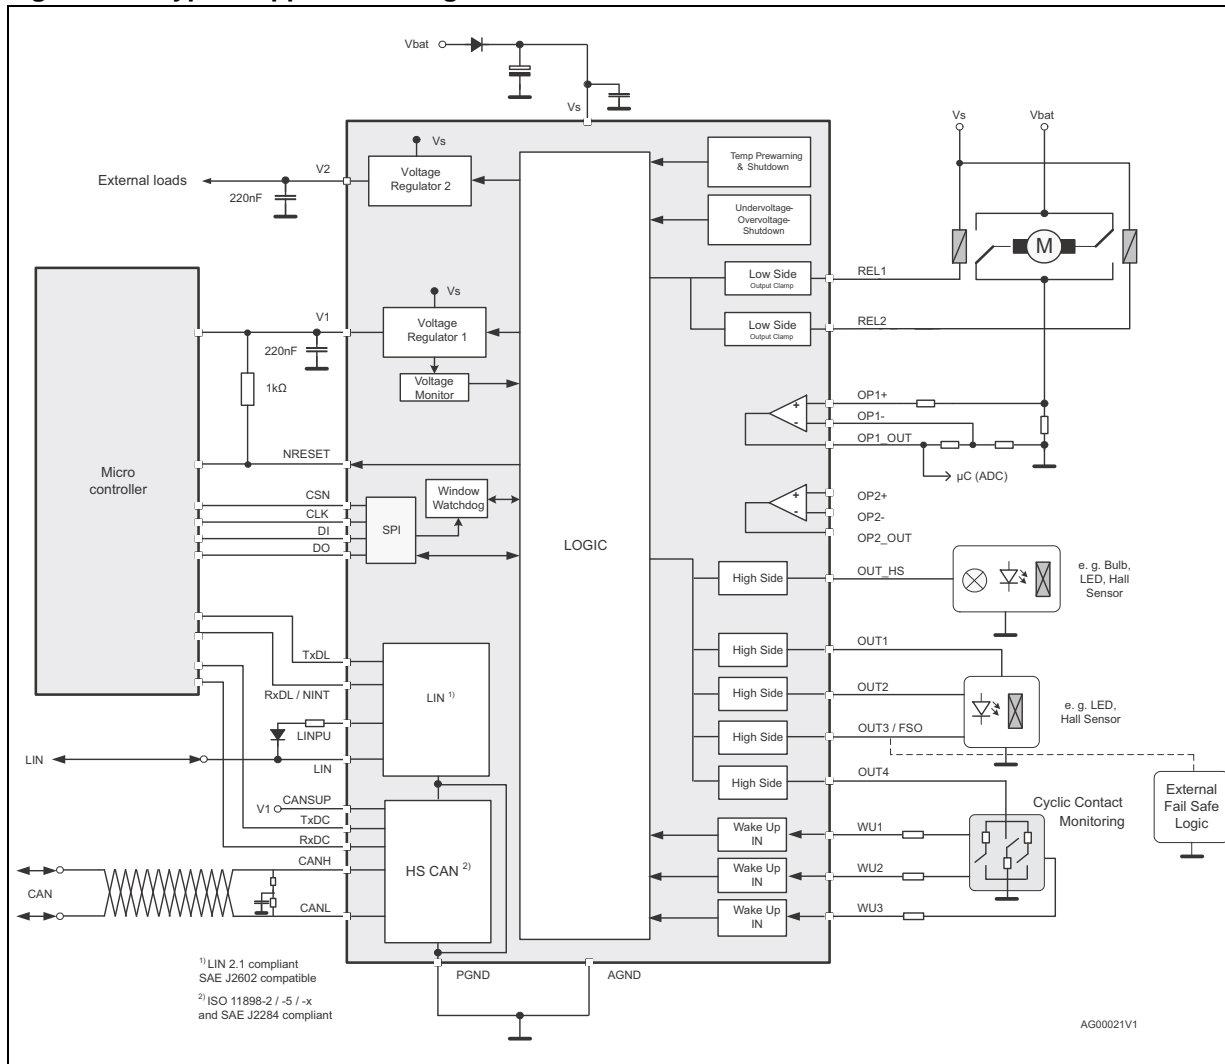 Vbat
Vs
Vs
Vbat
Vs
Voltage
Regulator 2
V2
External loads
220nF
Temp Prewarning
& Shutdown
Undervoltage-
Overvoltage-
Shutdown
M
Low Side
Output Clamp
REL1
Low Side
Output Clamp
REL2
Vs
V1
Voltage
Regulator 1
220nF
1kΩ
Voltage
Monitor
OP1+
OP1-
OP1_OUT
+
-
µC (ADC)
NRESET
Micro
controller
CSN
CLK
DI
DO
SPI
Window
Watchdog
LOGIC
OP2+
OP2-
OP2_OUT
+
-
High Side
OUT_HS
e. g. Bulb,
LED, Hall
Sensor
High Side
OUT1
High Side
OUT2
High Side
OUT3 / FSO
e. g. LED,
Hall Sensor
High Side
OUT4
TxDL
RxDL / NINT
LIN 1)
LINPU
LIN
LIN
V1
CANSUP
TxDC
RxDC
CANH
HS CAN 2)
CAN
CANL
Cyclic Contact
Monitoring
External
Fail Safe
Logic
Wake Up
IN
WU1
Wake Up
IN
WU2
Wake Up
IN
WU3
PGND
AGND
1) LIN 2.1 compliant
SAE J2602 compatible
2) ISO 11898-2 / -5 / -x
and SAE J2284 compliant
AG00021V1